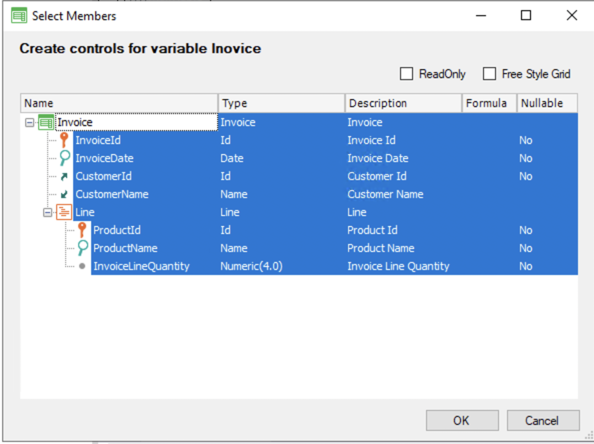 Select Members
Create controls for variable Inovice
ReadOnly Free Style Grid
Name Type Description Formula Nullable
Invoice Invoice Invoice
InvoiceId Id Invoice Id No
InvoiceDate Date Invoice Date No
CustomerId Id Customer Id No
CustomerName Name Customer Name
Line Line Line
ProductId Id Product Id No
ProductName Name Product Name No
InvoiceLineQuantity Numeric(4.0) Invoice Line Quantity No
OK Cancel